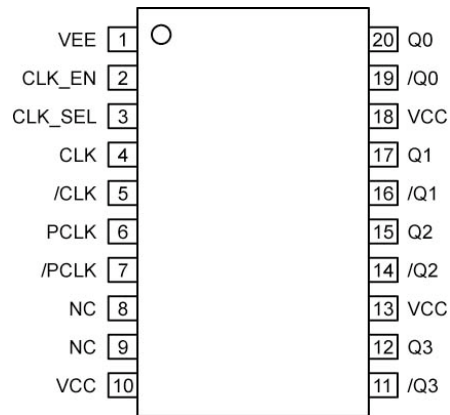 VEE 1 20 Q0
CLK_EN 2 19 /Q0
CLK_SEL 3 18 VCC
CLK 4 17 Q1
/CLK 5 16 /Q1
PCLK 6 15 Q2
/PCLK 7 14 /Q2
NC 8 13 VCC
NC 9 12 Q3
VCC 10 11 /Q3